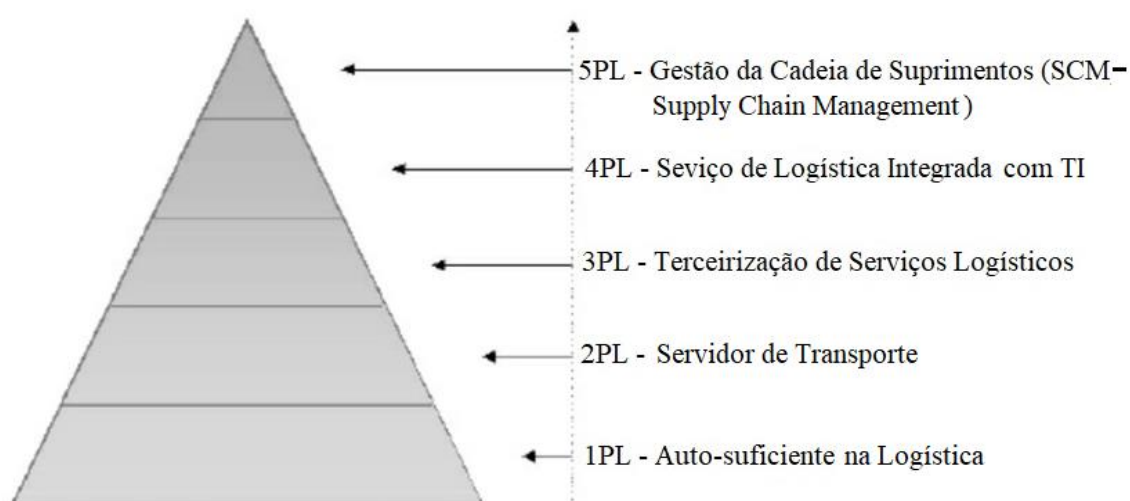 5PL - Gestão da Cadeia de Suprimentos (SCM-
Supply Chain Management)
4PL - Seviço de Logística Integrada com TI
3PL - Terceirização de Serviços Logísticos
2PL - Servidor de Transporte
1PL - Auto-suficiente na Logística